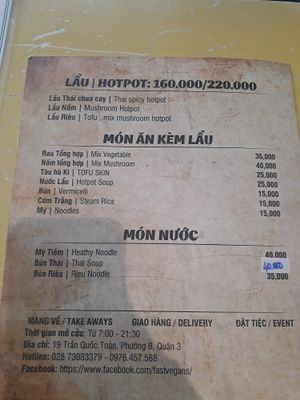 LẨU | HOTPOT: 160.000/220.000
Lẩu Thái chua cay | Thai spicy hotpot
Lẩu Nấm | Mushroom Hotpot
Lẩu Riêu | Tofu , mix mushroom hotpot
MÓN ĂN KÈM LẨU
Rau Tổng hợp | Mix Vegetable 35,000
Nấm tổng hợp | Mix Mushroom 40,000
Tàu hủ Ki | TOFU SKIN 25,000
Nước Lẩu | Hotpot Soup 25,000
Bún | Vermicelli 15,000
Cơm Trắng | Steam Rice 15,000
Mỳ | Noodles 15,000
MÓN NƯỚC
Mỳ Tiềm | Heathy Noodle 40.000
Bún Thái | Thai Soup 40.000
Bún Riêu | Rieu Noodle 35,000
MANG VỀ / TAKE AWAYS GIAO HÀNG / DELIVERY ĐẶT TIỆC / EVENT
Thời gian mở cửa: Từ 7:00 - 21:30
Địa chỉ: 19 Trần Quốc Toản, Phường 8, Quận 3
Hotline: 028 73083379 - 0976.457.588
Facebook: https://www.facebook.com/fastvegans/